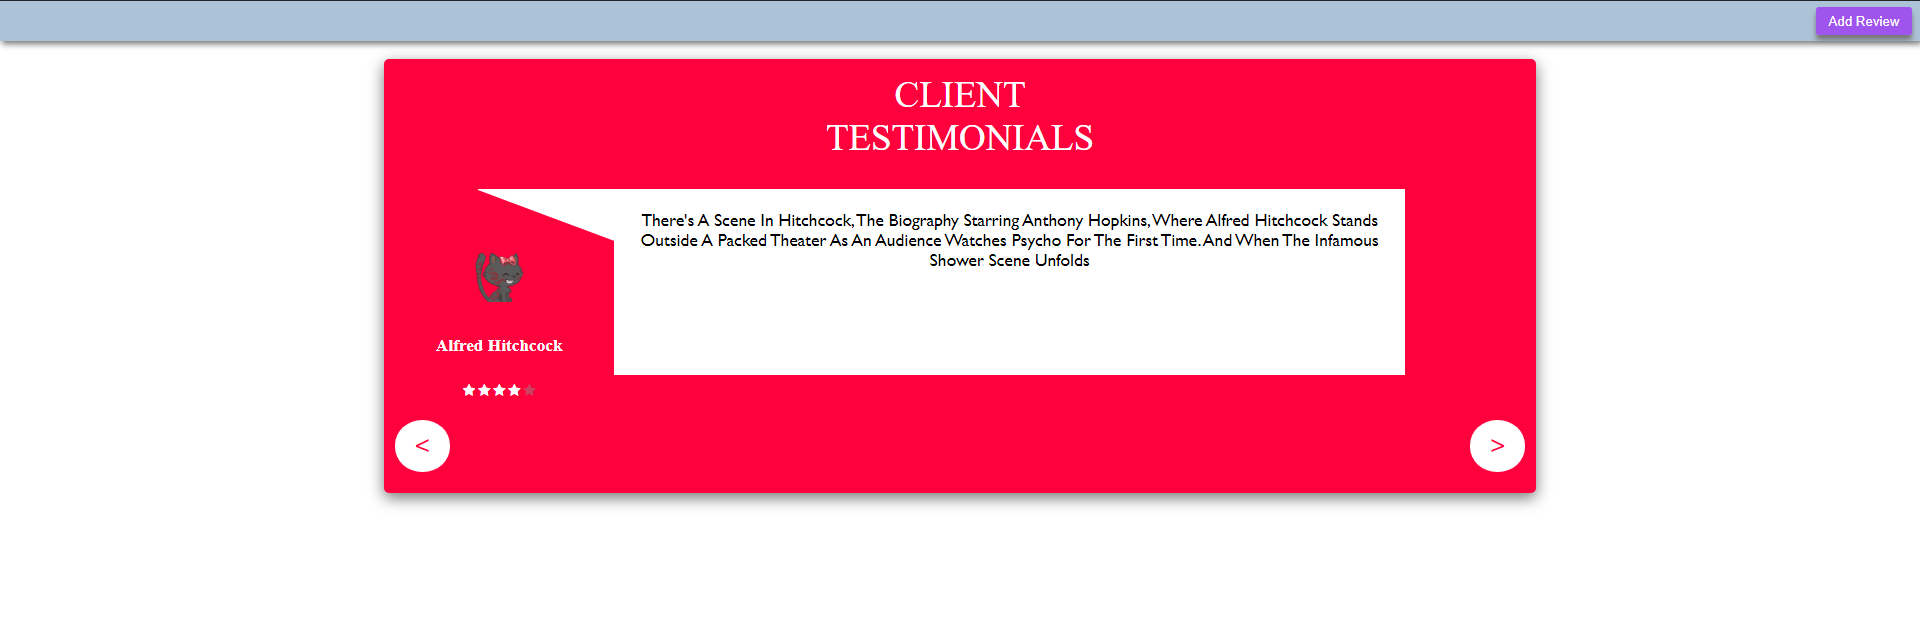 Add Review
CLIENT
TESTIMONIALS
There's A Scene In Hitchcock, The Biography Starring Anthony Hopkins, Where Alfred Hitchcock Stands
Outside A Packed Theater As An Audience Watches Psycho For The First Time. And When The Infamous
Shower Scene Unfolds
Alfred Hitchcock
< >